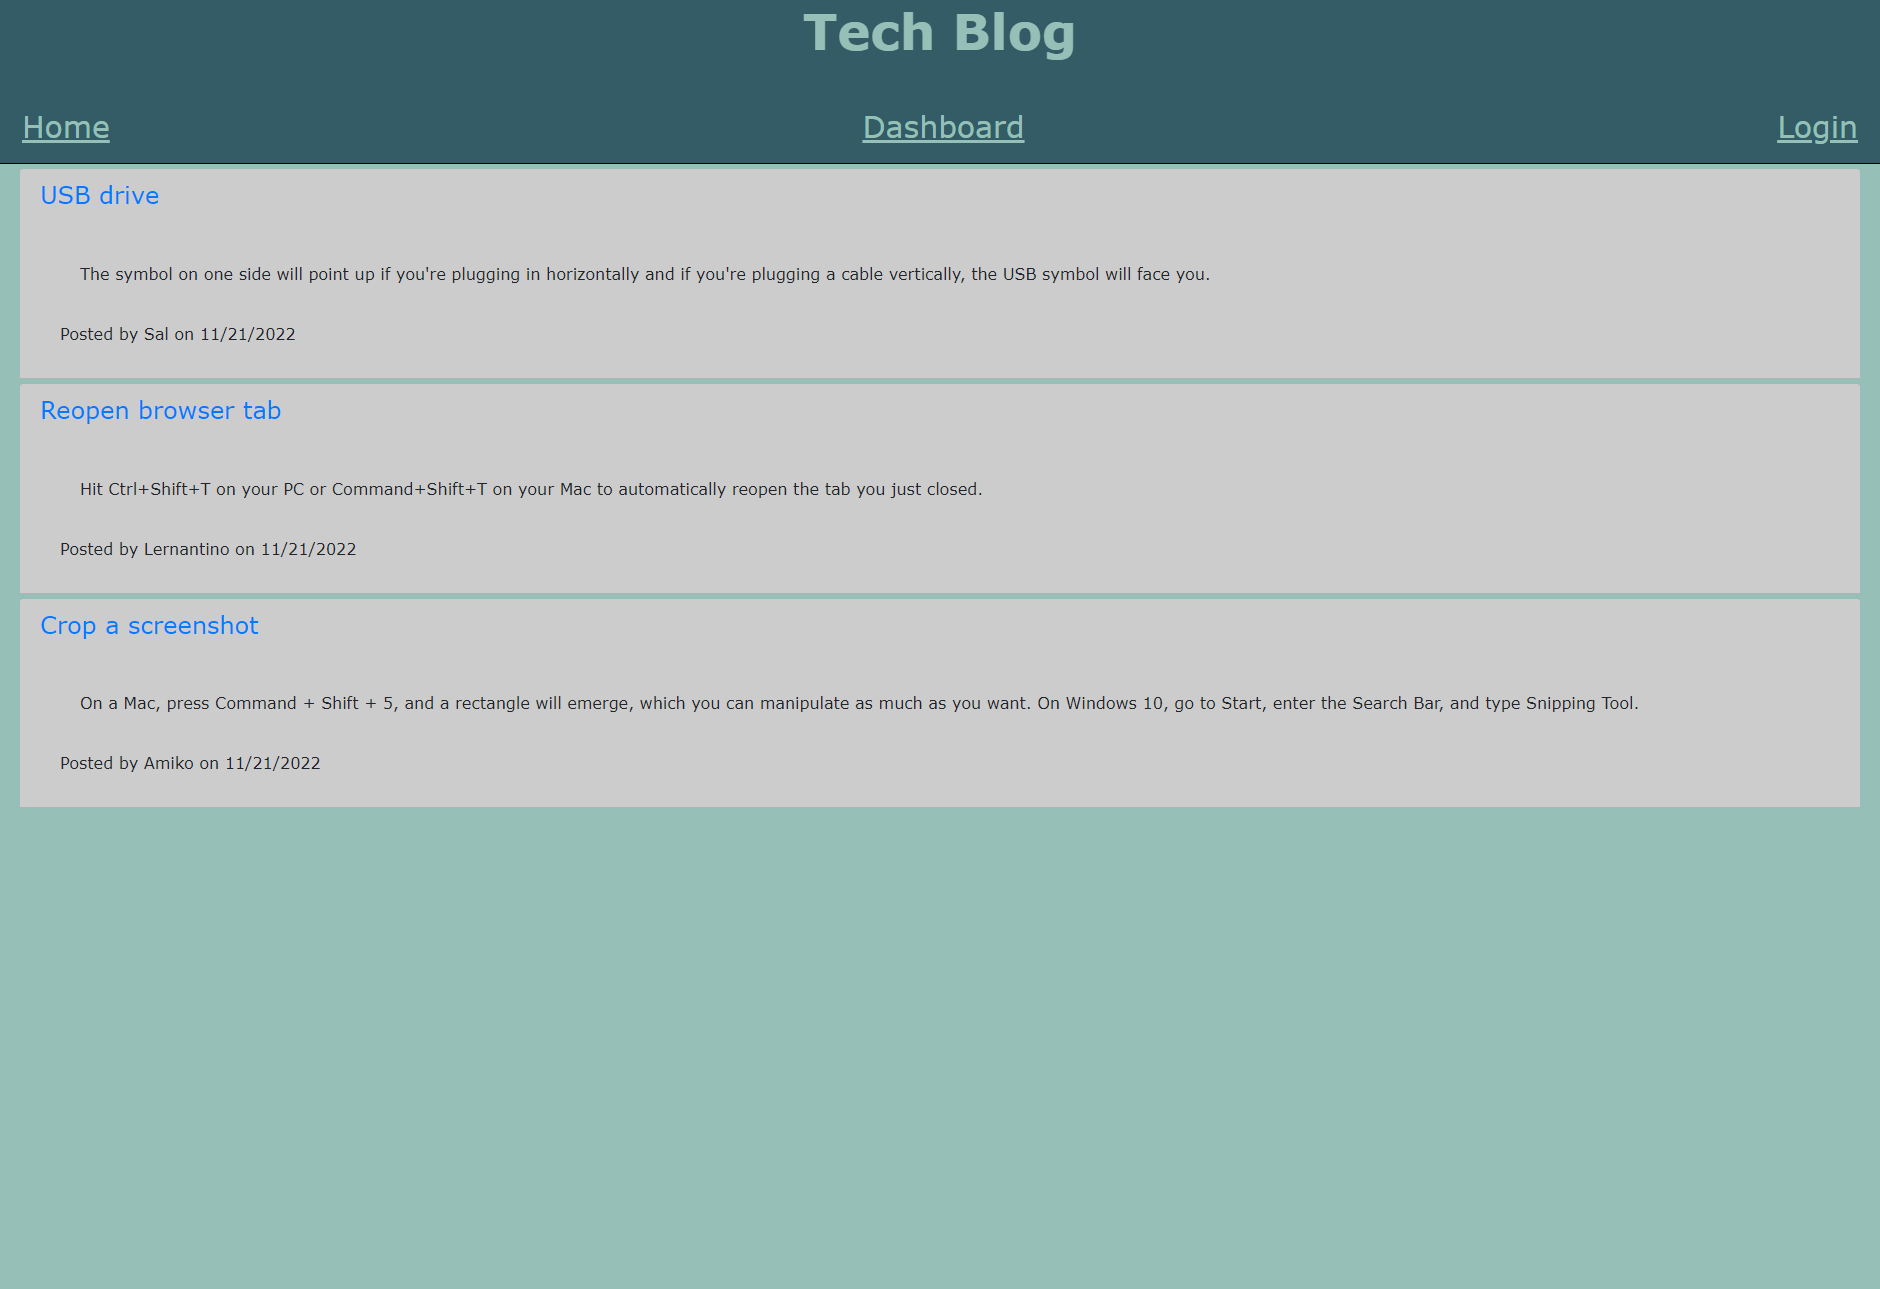 Tech Blog
Home Dashboard Login
USB drive
The symbol on one side will point up if you're plugging in horizontally and if you're plugging a cable vertically, the USB symbol will face you.
Posted by Sal on 11/21/2022
Reopen browser tab
Hit Ctrl+Shift+T on your PC or Command+Shift+T on your Mac to automatically reopen the tab you just closed.
Posted by Lernantino on 11/21/2022
Crop a screenshot
On a Mac, press Command + Shift + 5, and a rectangle will emerge, which you can manipulate as much as you want. On Windows 10, go to Start, enter the Search Bar, and type Snipping Tool.
Posted by Amiko on 11/21/2022